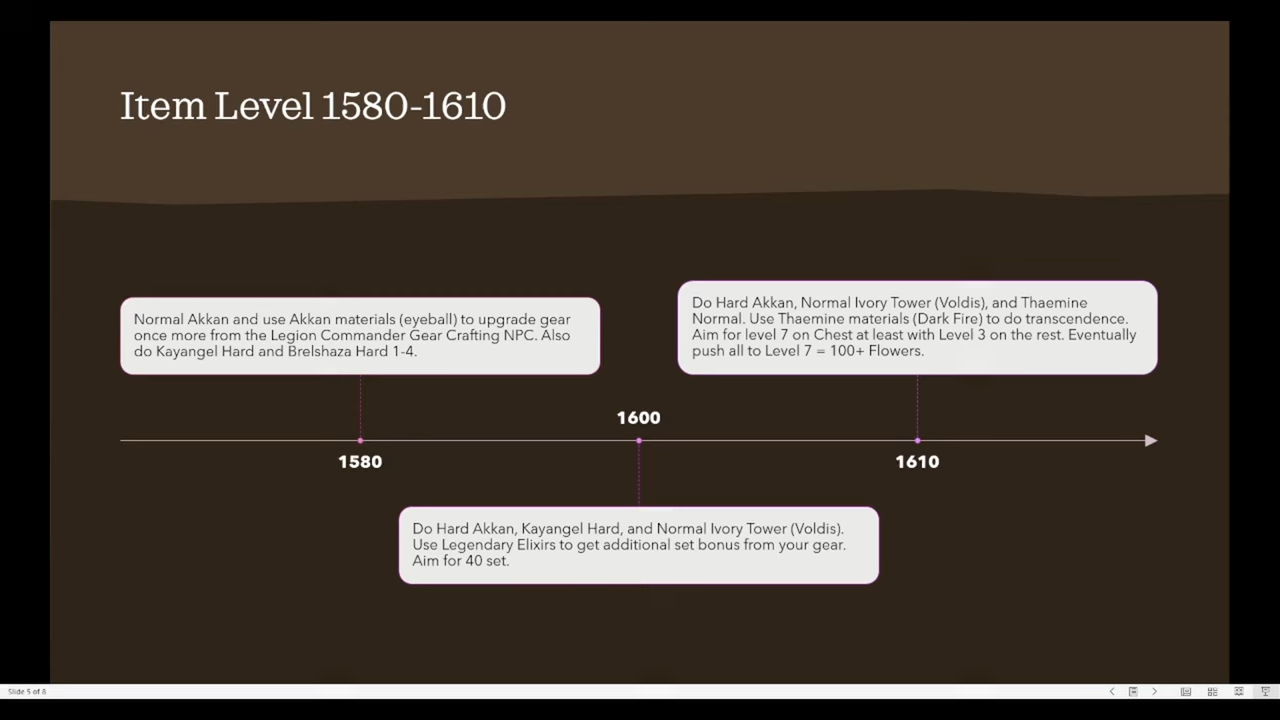 Item Level 1580-1610
Normal Akkan and use Akkan materials (eyeball) to upgrade gear
once more from the Legion Commander Gear Crafting NPC. Also
do Kayangel Hard and Brelshaza Hard 1-4.
Do Hard Akkan, Normal Ivory Tower (Voldis), and Thaemine
Normal. Use Thaemine materials (Dark Fire) to do transcendence.
Aim for level 7 on Chest at least with Level 3 on the rest. Eventually
push all to Level 7 = 100+ Flowers.
1600
1580
1610
Do Hard Akkan, Kayangel Hard, and Normal Ivory Tower (Voldis).
Use Legendary Elixirs to get additional set bonus from your gear.
Aim for 40 set.
Slide 5 of 8